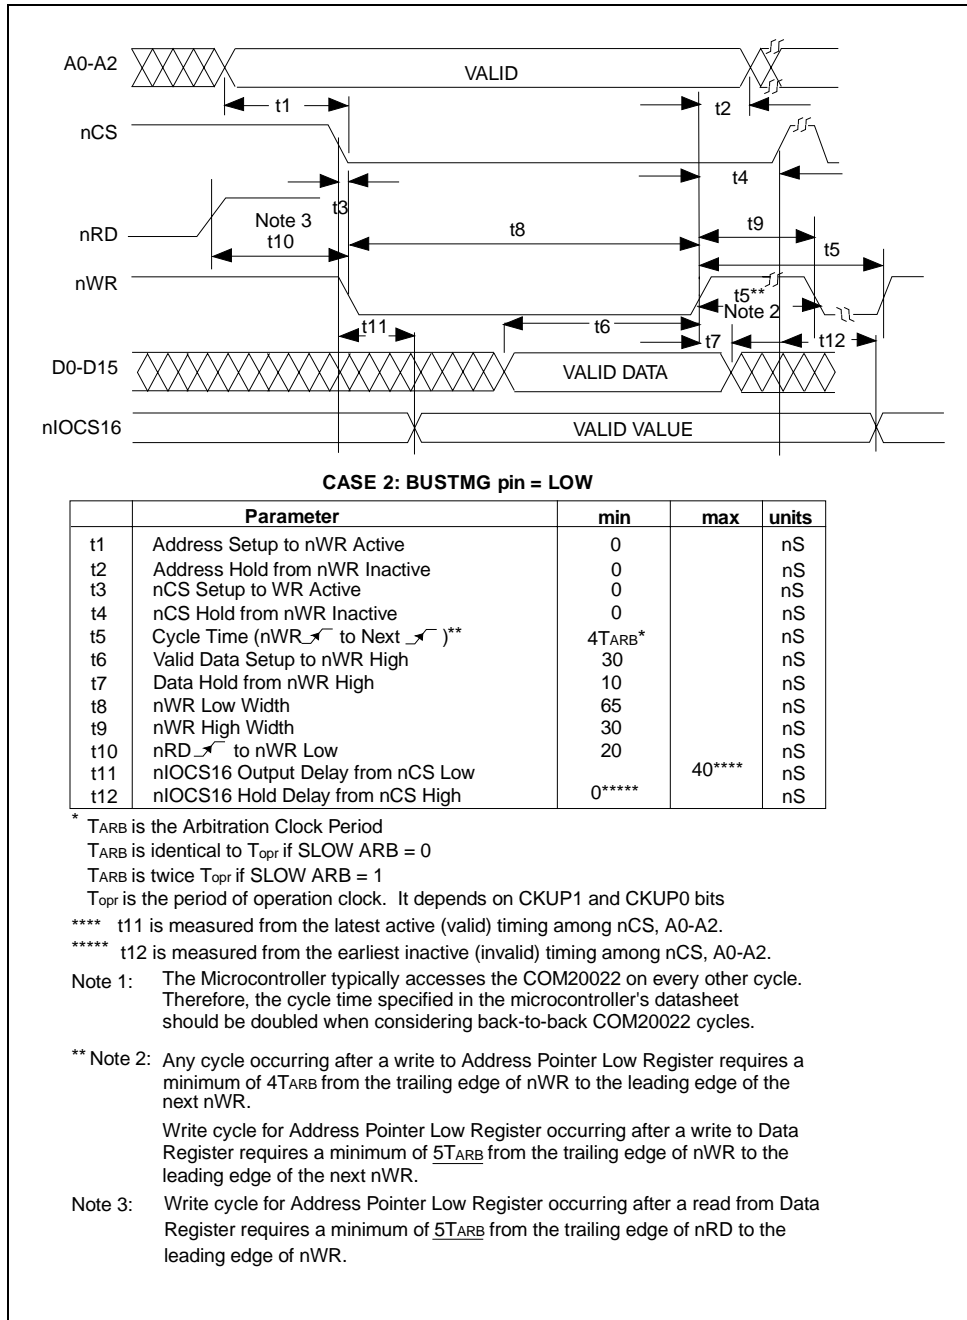 A0-A2
VALID
t1
t2
nCS
t3
t4
nRD
Note 3
t10
t8
t9
t5
nWR
t5**
Note 2
t11
t6
t7
t12
D0-D15
VALID DATA
nIOCS16
VALID VALUE
CASE 2: BUSTMG pin = LOW
Parameter min max units
t1 Address Setup to nWR Active 0 nS
t2 Address Hold from nWR Inactive 0 nS
t3 nCS Setup to WR Active 0 nS
t4 nCS Hold from nWR Inactive 0 nS
t5 Cycle Time (nWR to Next )** 4TARB* nS
t6 Valid Data Setup to nWR High 30 nS
t7 Data Hold from nWR High 10 nS
t8 nWR Low Width 65 nS
t9 nWR High Width 30 nS
t10 nRD to nWR Low 20 nS
t11 nIOCS16 Output Delay from nCS Low 40**** nS
t12 nIOCS16 Hold Delay from nCS High 0***** nS
* TARB is the Arbitration Clock Period
TARB is identical to Topr if SLOW ARB = 0
TARB is twice Topr if SLOW ARB = 1
Topr is the period of operation clock. It depends on CKUP1 and CKUP0 bits
**** t11 is measured from the latest active (valid) timing among nCS, A0-A2.
***** t12 is measured from the earliest inactive (invalid) timing among nCS, A0-A2.
Note 1: The Microcontroller typically accesses the COM20022 on every other cycle.
Therefore, the cycle time specified in the microcontroller's datasheet
should be doubled when considering back-to-back COM20022 cycles.
** Note 2: Any cycle occurring after a write to Address Pointer Low Register requires a
minimum of 4TARB from the trailing edge of nWR to the leading edge of the
next nWR.
Write cycle for Address Pointer Low Register occurring after a write to Data
Register requires a minimum of 5TARB from the trailing edge of nWR to the
leading edge of the next nWR.
Note 3: Write cycle for Address Pointer Low Register occurring after a read from Data
Register requires a minimum of 5TARB from the trailing edge of nRD to the
leading edge of nWR.